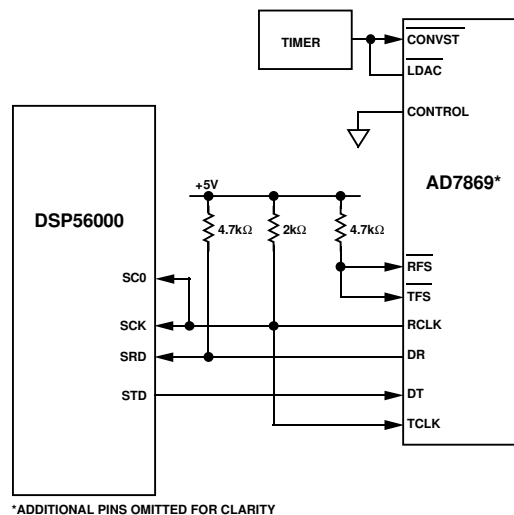 TIMER
CONVST
LDAC
CONTROL
AD7869*
+5V
4.7kΩ
2kΩ
4.7kΩ
DSP56000
RFS
SC0
TFS
SCK
RCLK
SRD
DR
STD
DT
TCLK
*ADDITIONAL PINS OMITTED FOR CLARITY